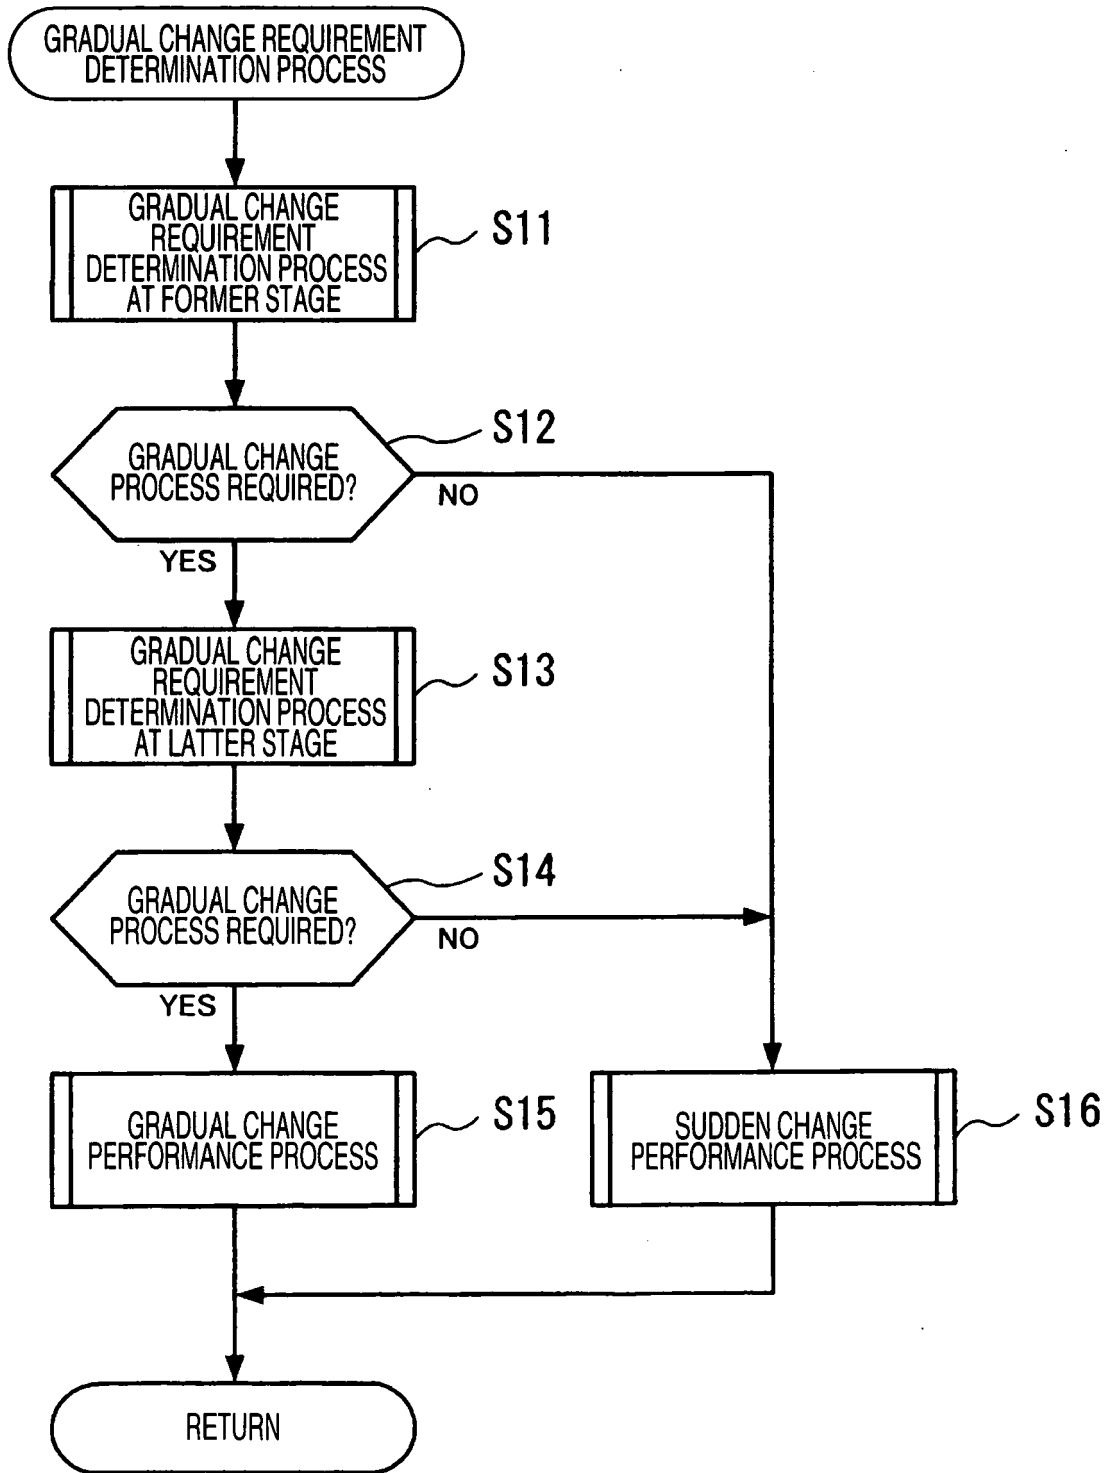 GRADUAL CHANGE REQUIREMENT
DETERMINATION PROCESS
GRADUAL CHANGE
REQUIREMENT
DETERMINATION PROCESS
AT FORMER STAGE
S11
GRADUAL CHANGE
PROCESS REQUIRED?
S12
NO
YES
GRADUAL CHANGE
REQUIREMENT
DETERMINATION PROCESS
AT LATTER STAGE
S13
GRADUAL CHANGE
PROCESS REQUIRED?
S14
NO
YES
GRADUAL CHANGE
PERFORMANCE PROCESS
S15
SUDDEN CHANGE
PERFORMANCE PROCESS
S16
RETURN